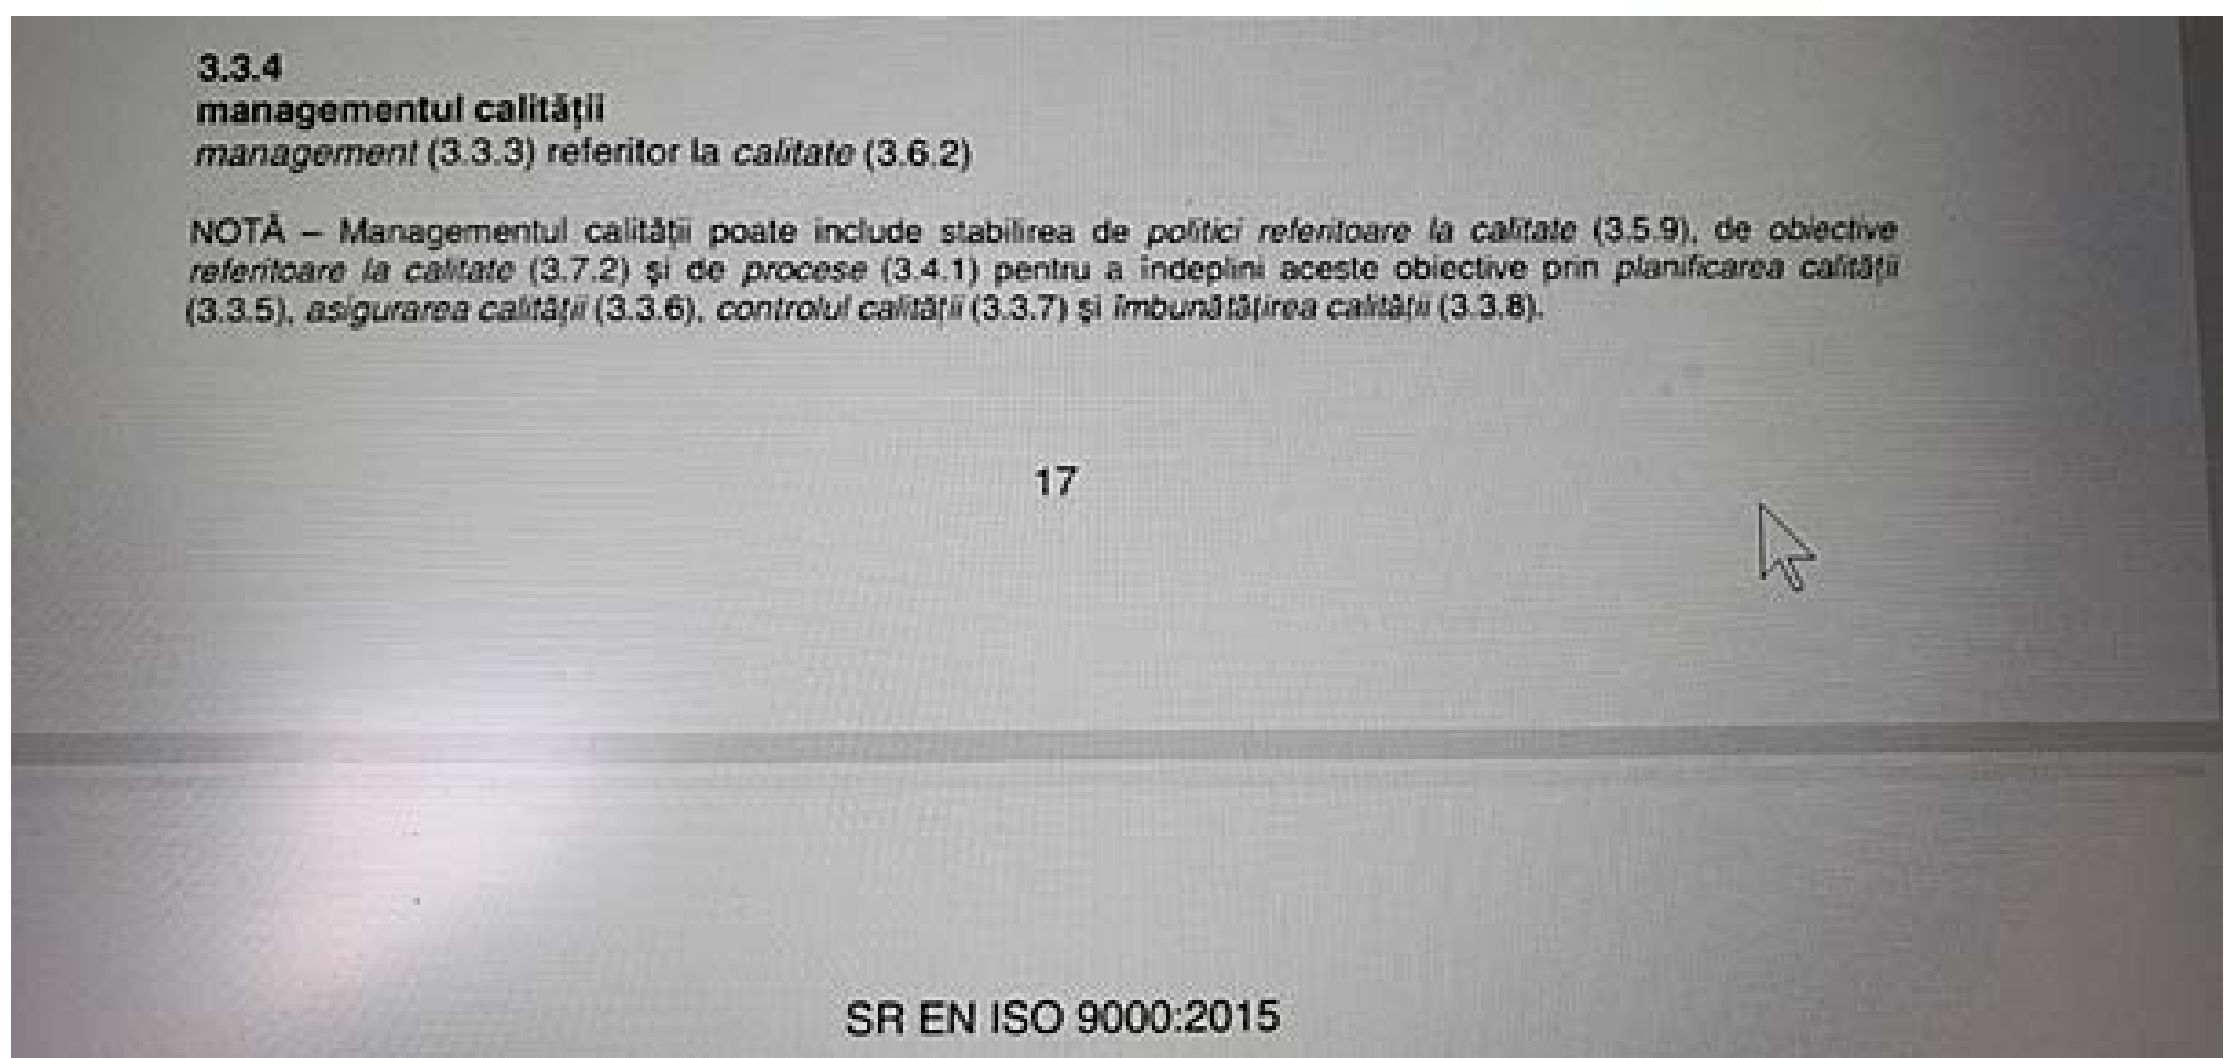 3.3.4
managementul calității
management (3.3.3) referitor la calitate (3.6.2)
NOTĂ – Managementul calității poate include stabilirea de politici referitoare la calitate (3.5.9), de obiective
referitoare la calitate (3.7.2) și de procese (3.4.1) pentru a îndeplini aceste obiective prin planificarea calității
(3.3.5), asigurarea calității (3.3.6), controlul calității (3.3.7) și îmbunătățirea calității (3.3.8).
17
SR EN ISO 9000:2015